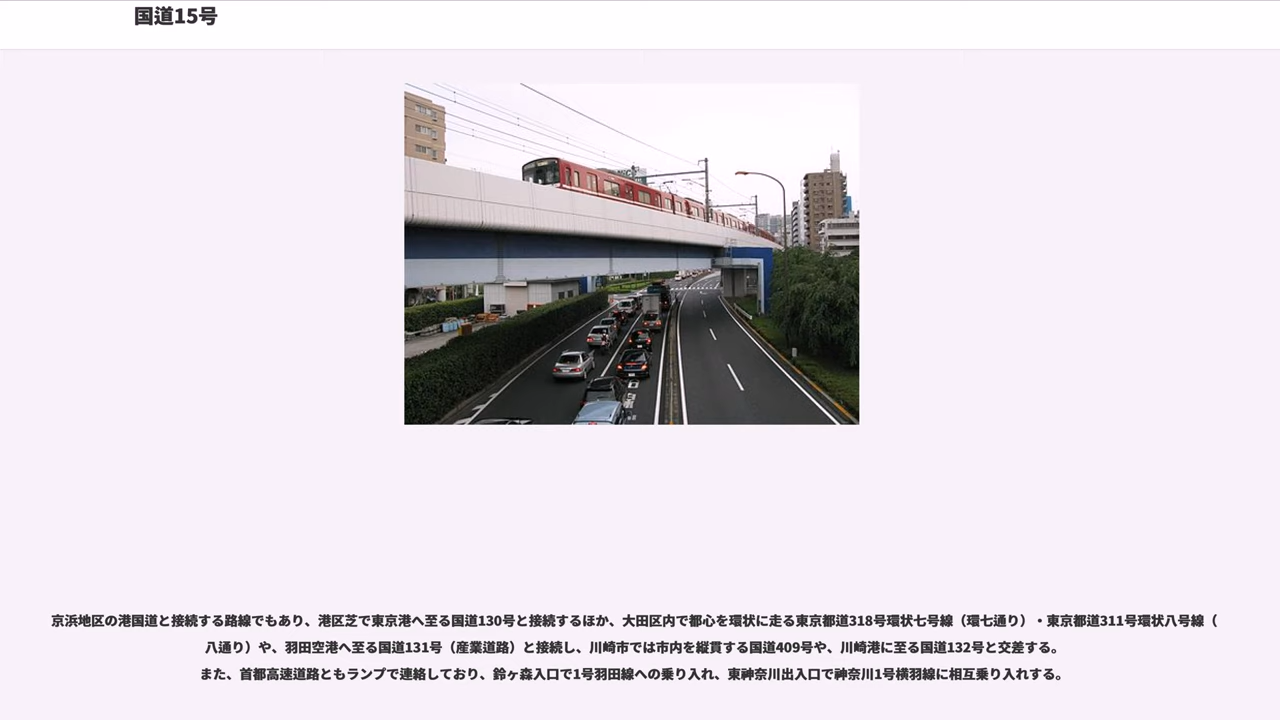 国道15号
京浜地区の港国道と接続する路線でもあり、港区芝で東京港へ至る国道130号と接続するほか、大田区内で都心を環状に走る東京都道318号環状七号線（環七通り）・東京都道311号環状八号線（
八通り）や、羽田空港へ至る国道131号（産業道路）と接続し、川崎市では市内を縦貫する国道409号や、川崎港に至る国道132号と交差する。
また、首都高速道路ともランプで連絡しており、鈴ヶ森入口で1号羽田線への乗り入れ、東神奈川出入口で神奈川1号横羽線に相互乗り入れする。